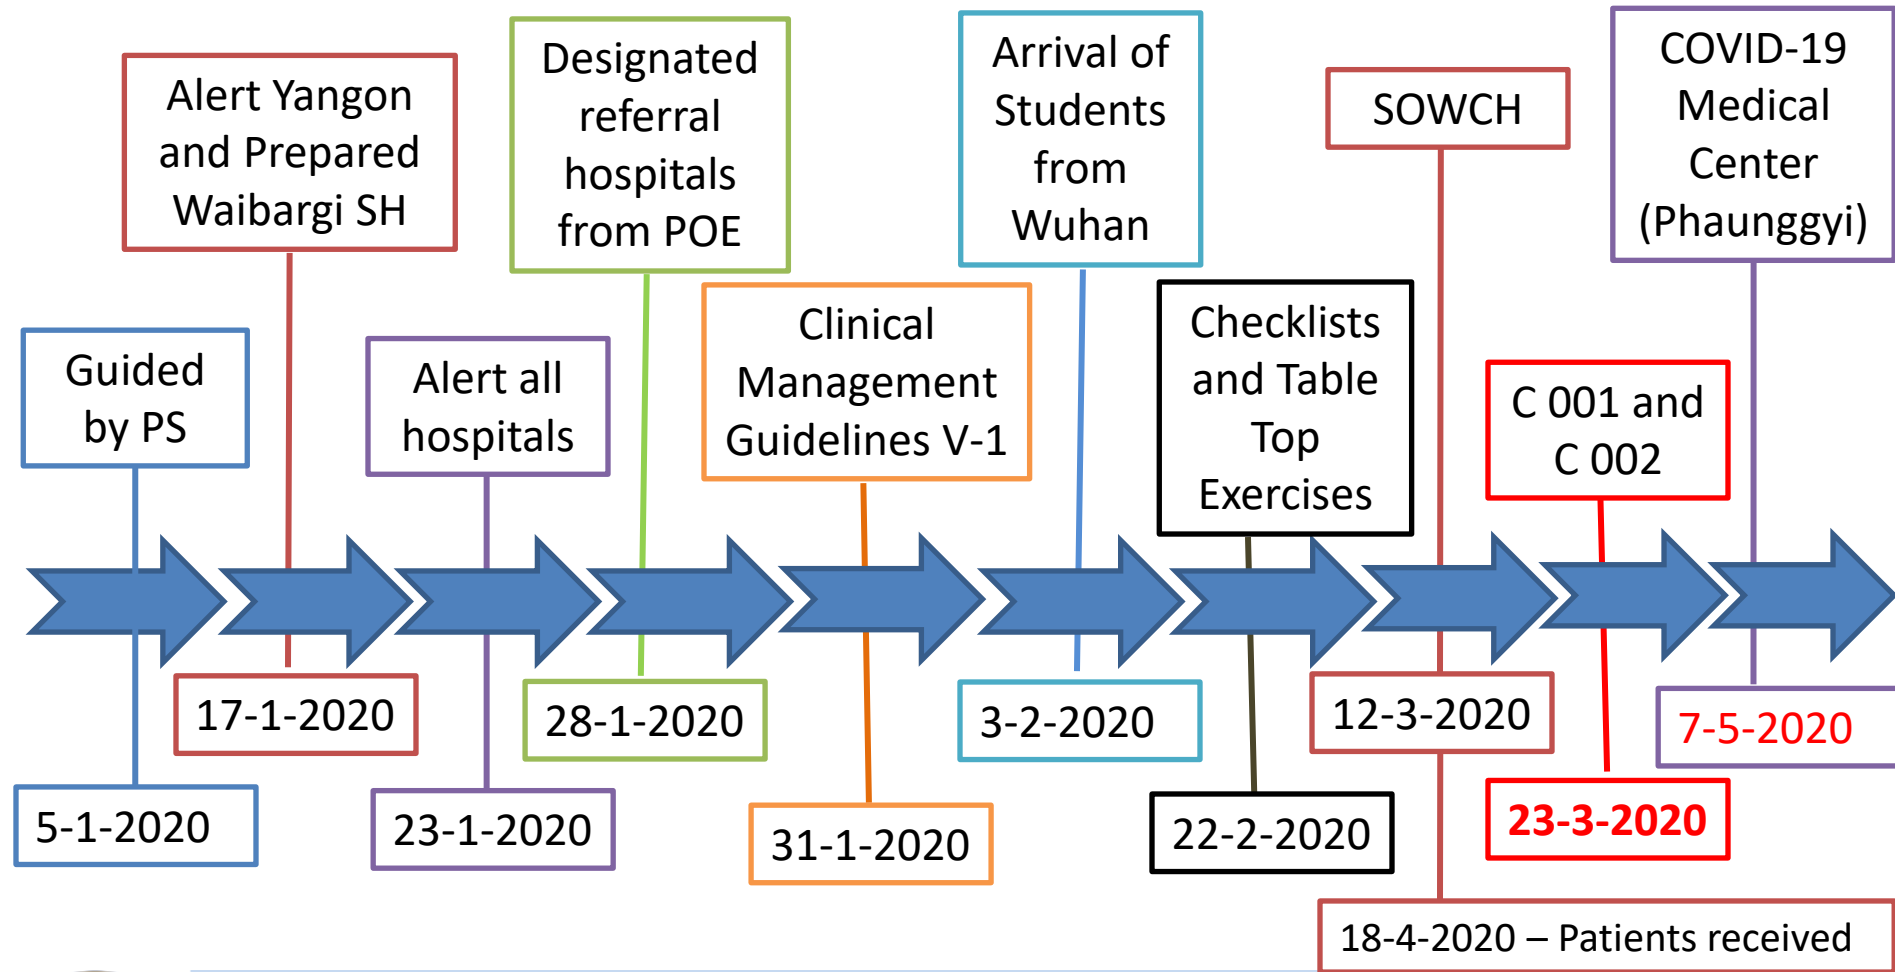 Guided
by PS
5-1-2020
Alert Yangon
and Prepared
Waibargi SH
17-1-2020
Alert all
hospitals
23-1-2020
Designated
referral
hospitals
from POE
28-1-2020
Clinical
Management
Guidelines V-1
31-1-2020
Arrival of
Students
from
Wuhan
3-2-2020
Checklists
and Table
Top
Exercises
22-2-2020
SOWCH
12-3-2020
18-4-2020 – Patients received
C 001 and
C 002
23-3-2020
COVID-19
Medical
Center
(Phaunggyi)
7-5-2020